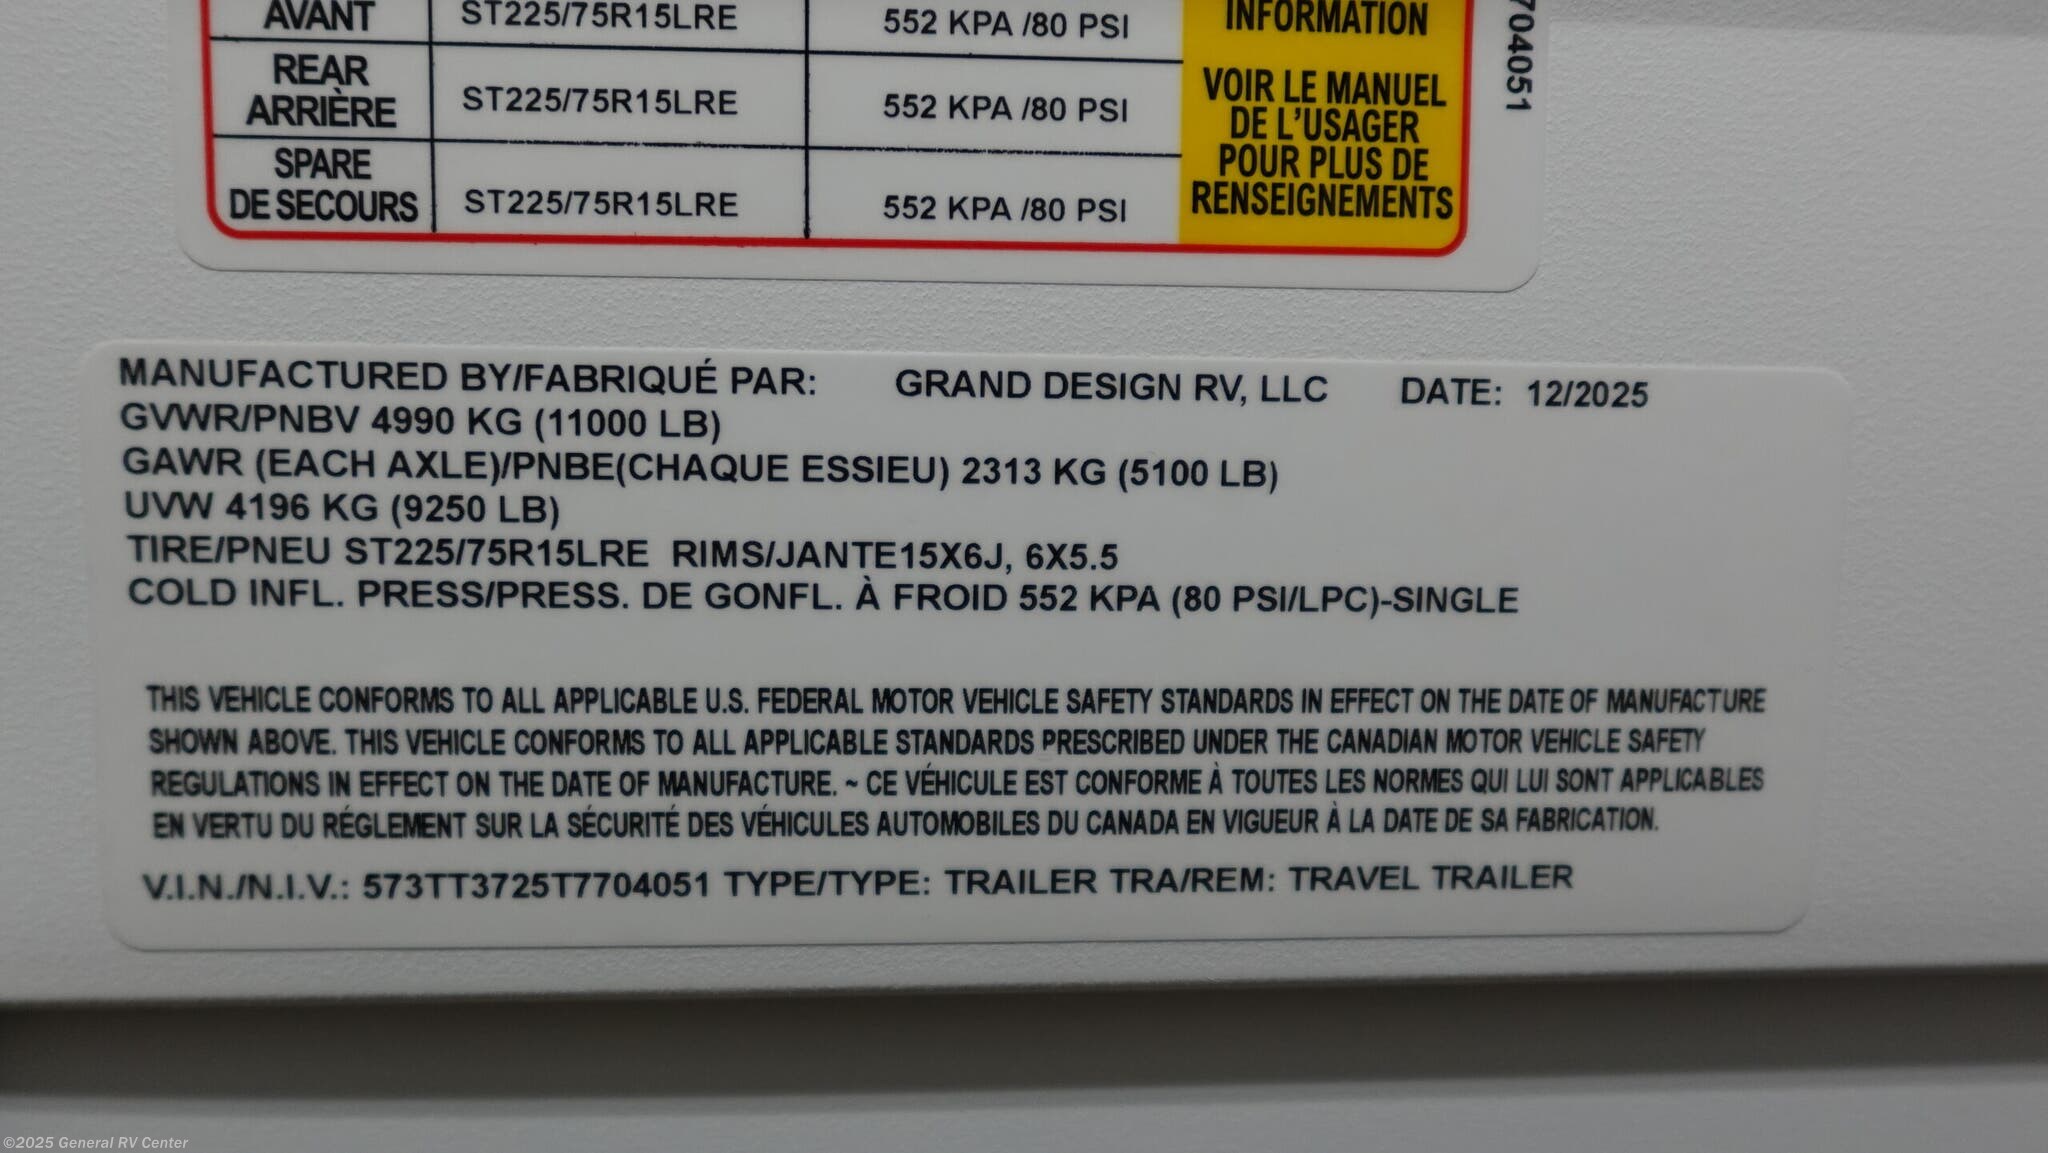 AVANT ST225/75R15LRE 552 KPA /80 PSI
INFORMATION
REAR
ARRIÈRE ST225/75R15LRE 552 KPA /80 PSI
SPARE
DE SECOURS ST225/75R15LRE 552 KPA /80 PSI
VOIR LE MANUEL
DE L'USAGER
POUR PLUS DE
RENSEIGNEMENTS
704051
MANUFACTURED BY/FABRIQUÉ PAR: GRAND DESIGN RV, LLC DATE: 12/2025
GVWR/PNBV 4990 KG (11000 LB)
GAWR (EACH AXLE)/PNBE(CHAQUE ESSIEU) 2313 KG (5100 LB)
UVW 4196 KG (9250 LB)
TIRE/PNEU ST225/75R15LRE RIMS/JANTE15X6J, 6X5.5
COLD INFL. PRESS/PRESS. DE GONFL. À FROID 552 KPA (80 PSI/LPC)-SINGLE
THIS VEHICLE CONFORMS TO ALL APPLICABLE U.S. FEDERAL MOTOR VEHICLE SAFETY STANDARDS IN EFFECT ON THE DATE OF MANUFACTURE
SHOWN ABOVE. THIS VEHICLE CONFORMS TO ALL APPLICABLE STANDARDS PRESCRIBED UNDER THE CANADIAN MOTOR VEHICLE SAFETY
REGULATIONS IN EFFECT ON THE DATE OF MANUFACTURE. ~ CE VÉHICULE EST CONFORME À TOUTES LES NORMES QUI LUI SONT APPLICABLES
EN VERTU DU RÉGLEMENT SUR LA SÉCURITÉ DES VÉHICULES AUTOMOBILES DU CANADA EN VIGUEUR À LA DATE DE SA FABRICATION.
V.I.N./N.I.V.: 573TT3725T7704051 TYPE/TYPE: TRAILER TRA/REM: TRAVEL TRAILER
©2025 General RV Center